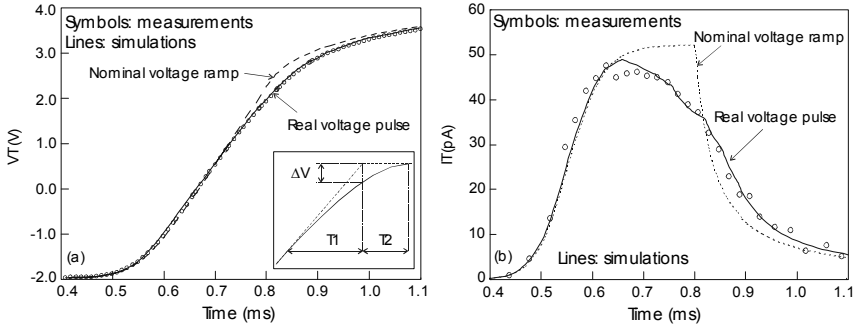 Symbols: measurements
Lines: simulations
Nominal voltage ramp
Real voltage pulse
ΔV
T1
T2
(a)
VT(V)
4.0
3.0
2.0
1.0
0.0
-1.0
-2.0
0.4 0.5 0.6 0.7 0.8 0.9 1.0 1.1
Time (ms)
Symbols: measurements
Nominal voltage ramp
Real voltage pulse
(b)
Lines: simulations
IT(pA)
60
50
40
30
20
10
0
0.4 0.5 0.6 0.7 0.8 0.9 1.0 1.1
Time (ms)